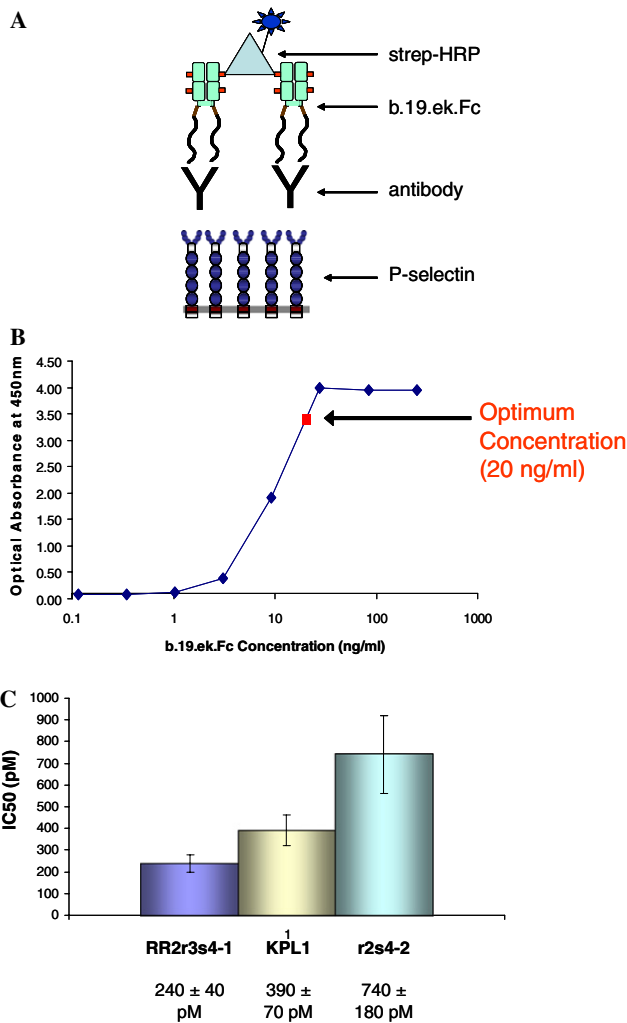 A
strep-HRP
b.19.ek.Fc
antibody
P-selectin
B
Optical Absorbance at 450nm
4.50
4.00
3.50
3.00
2.50
2.00
1.50
1.00
0.50
0.00
0.1
1
10
100
1000
b.19.ek.Fc Concentration (ng/ml)
Optimum
Concentration
(20 ng/ml)
C
IC50 (pM)
1000
900
800
700
600
500
400
300
200
100
0
1
RR2r3s4-1
KPL1
r2s4-2
240 ± 40
pM
390 ±
70 pM
740 ±
180 pM